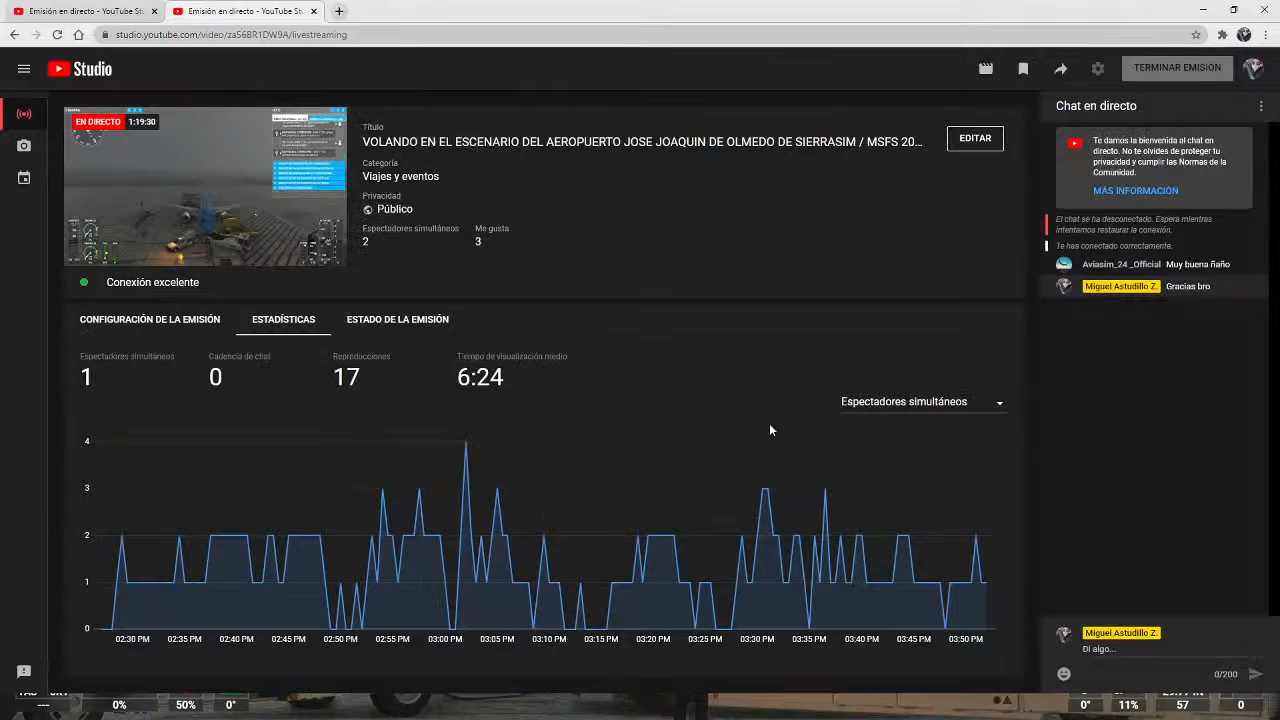 Emisión en directo - YouTube Stu
Emisión en directo - YouTube Stu
studio.youtube.com/video/zaS6BR1DW9A/livestreaming
Studio
TERMINAR EMISIÓN
EN DIRECTO 1:19:30
Título
VOLANDO EN EL ESCENARIO DEL AEROPUERTO JOSE JOAQUIN DE OLMEDO DE SIERRASIM / MSFS 20...
EDITAR
Categoría
Viajes y eventos
Privacidad
Público
Espectadores simultáneos
Me gusta
2
3
Conexión excelente
CONFIGURACIÓN DE LA EMISIÓN
ESTADÍSTICAS
ESTADO DE LA EMISIÓN
Espectadores simultáneos
Cadencia de chat
Reproducciones
Tiempo de visualización medio
1
0
17
6:24
Espectadores simultáneos
4
3
2
1
0
02:30 PM 02:35 PM 02:40 PM 02:45 PM 02:50 PM 02:55 PM 03:00 PM 03:05 PM 03:10 PM 03:15 PM 03:20 PM 03:25 PM 03:30 PM 03:35 PM 03:40 PM 03:45 PM 03:50 PM
Chat en directo
Te damos la bienvenida al chat en
directo. No te olvides de proteger tu
privacidad y cumplir las Normas de la
Comunidad.
MÁS INFORMACIÓN
El chat se ha desconectado. Espera mientras
intentamos restaurar la conexión.
Te has conectado correctamente.
Aviasim_24_Official Muy buena ñaño
Miguel Astudillo Z. Gracias bro
Miguel Astudillo Z.
Di algo...
0/200
--- 0% 50% 0° 0° 11% 57 0